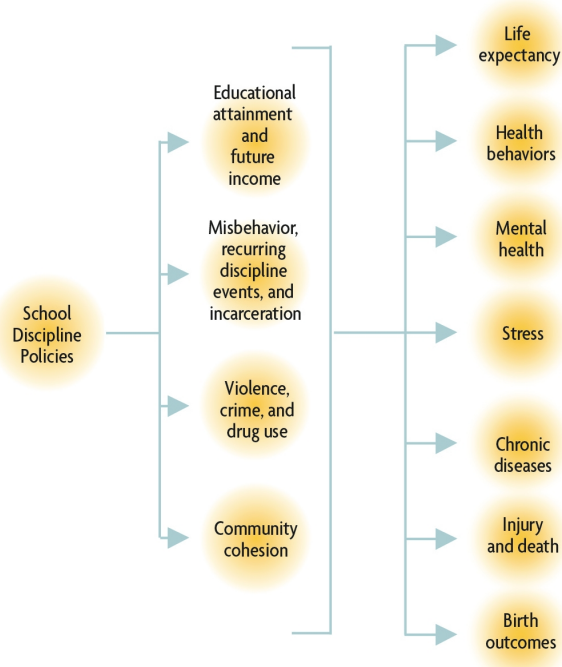 School
Discipline
Policies
Educational
attainment
and
future
income
Misbehavior,
recurring
discipline
events, and
incarceration
Violence,
crime, and
drug use
Community
cohesion
Life
expectancy
Health
behaviors
Mental
health
Stress
Chronic
diseases
Injury
and death
Birth
outcomes